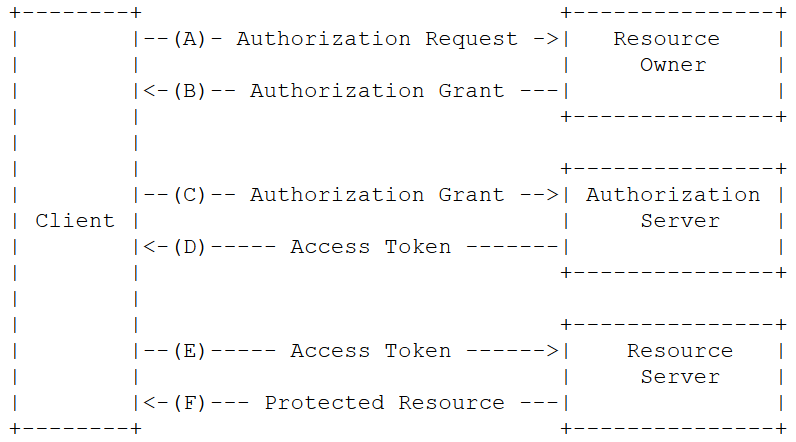 +--------+                               +---------------+
|        |--(A)- Authorization Request ->|   Resource    |
|        |                               |     Owner     |
|        |<-(B)-- Authorization Grant ---|               |
|        |                               +---------------+
|        |
|        |                               +---------------+
|        |--(C)-- Authorization Grant -->| Authorization |
| Client |                               |     Server    |
|        |<-(D)----- Access Token -------|               |
|        |                               +---------------+
|        |
|        |                               +---------------+
|        |--(E)----- Access Token ------>|    Resource   |
|        |                               |     Server    |
|        |<-(F)--- Protected Resource ---|               |
+--------+                               +---------------+